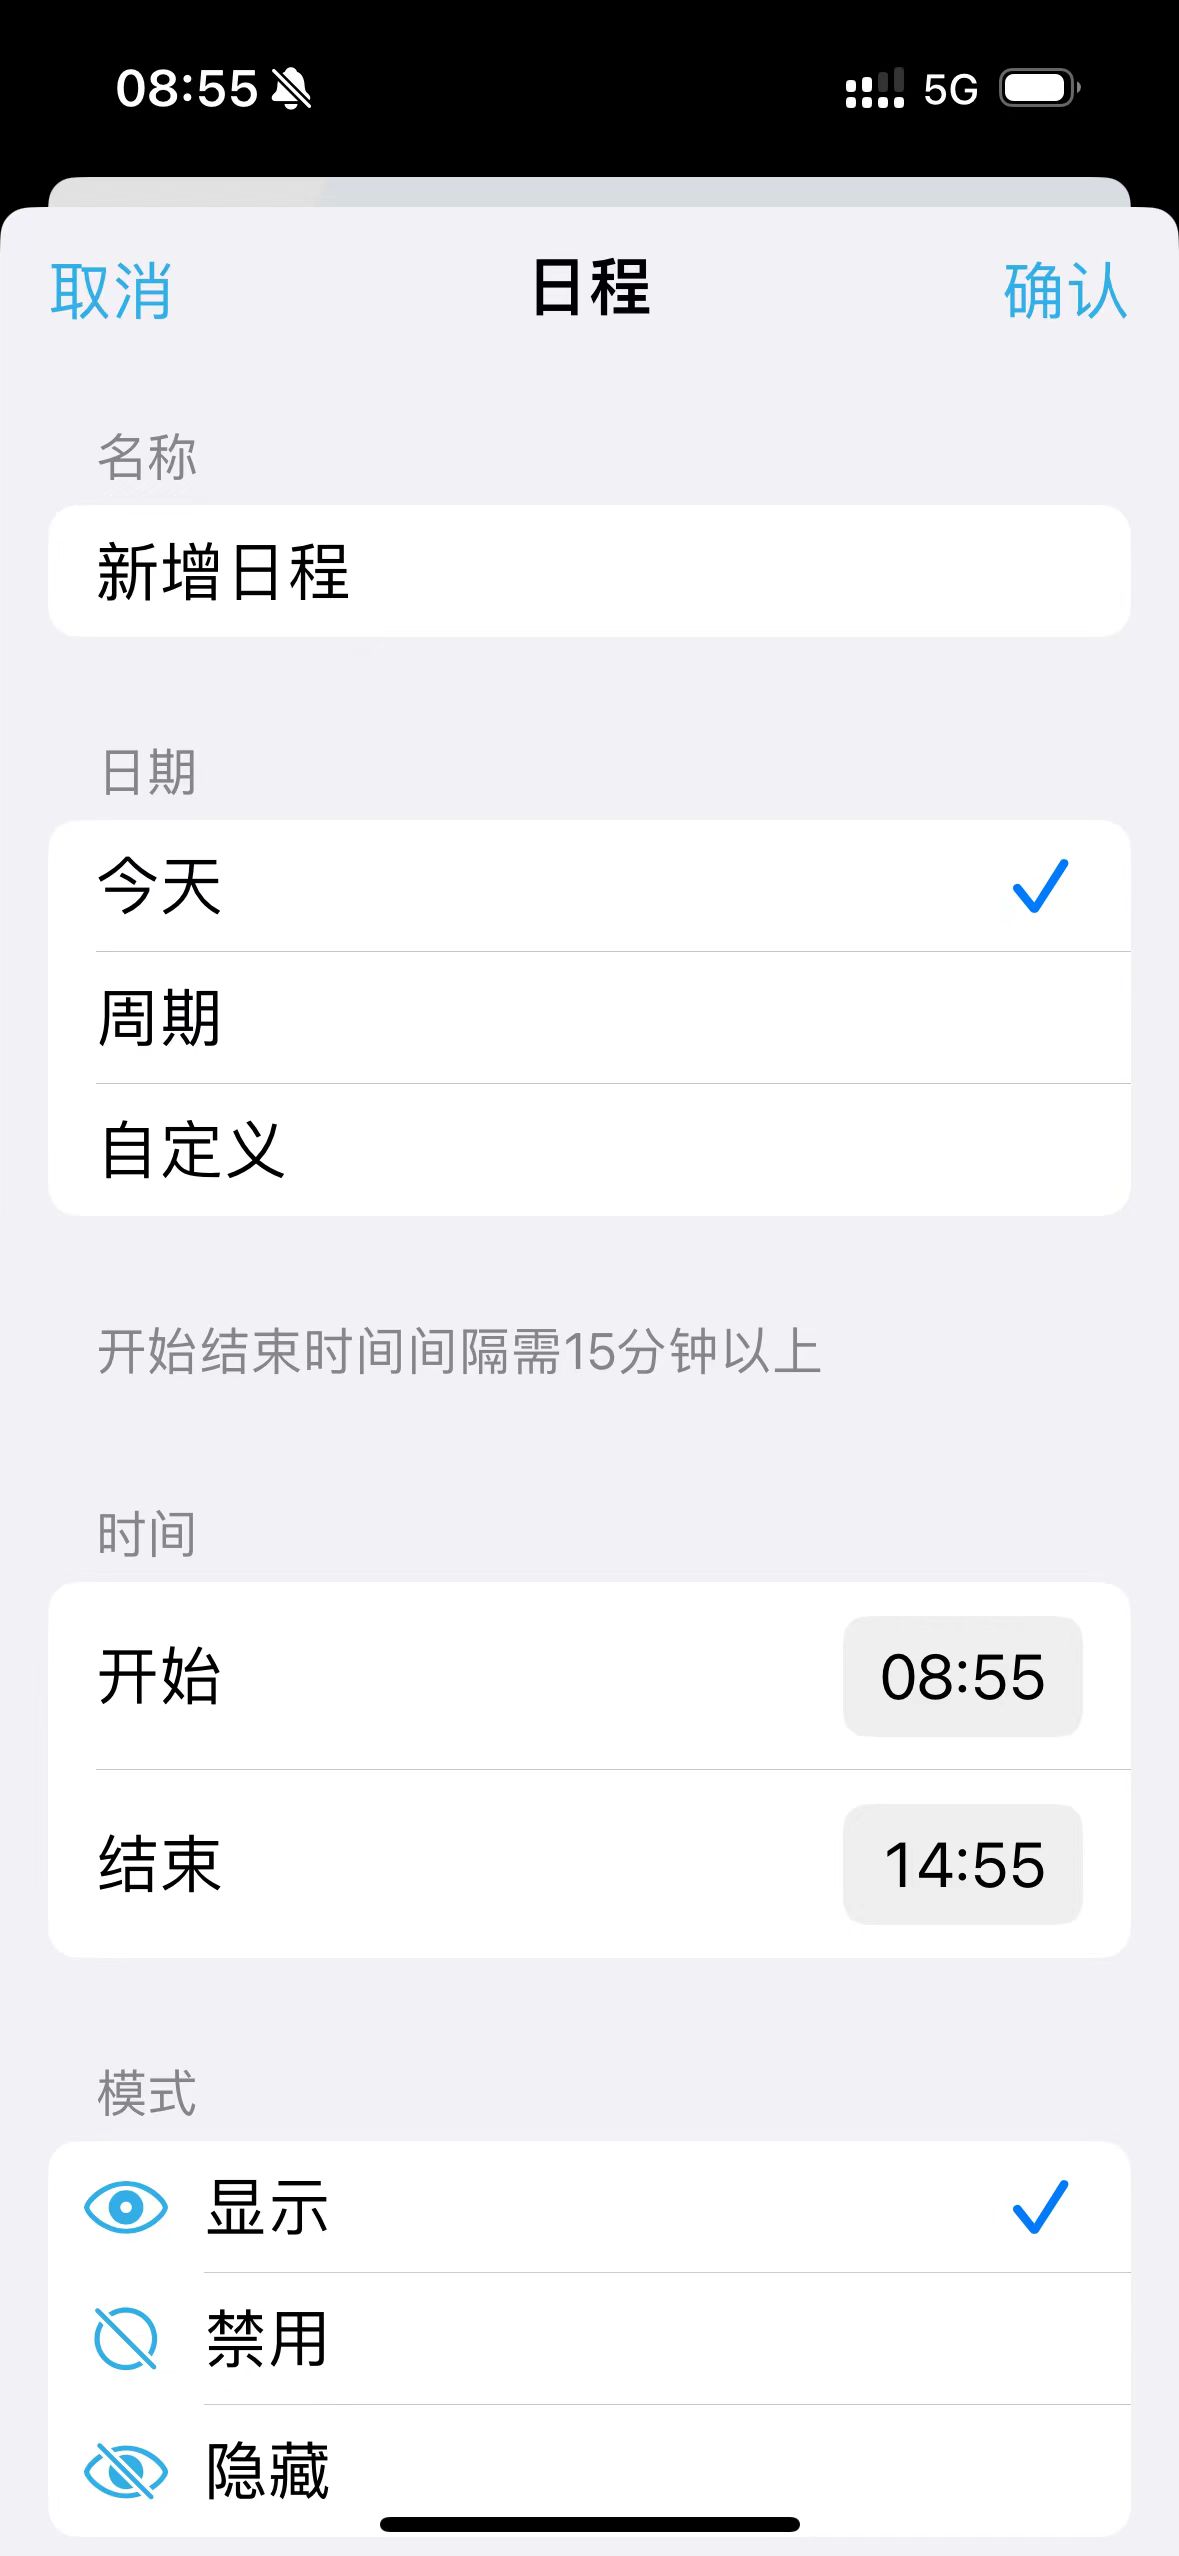 08:55
5G
取消
日程
确认
名称
新增日程
日期
今天
周期
自定义
开始结束时间间隔需15分钟以上
时间
开始
08:55
结束
14:55
模式
显示
禁用
隐藏